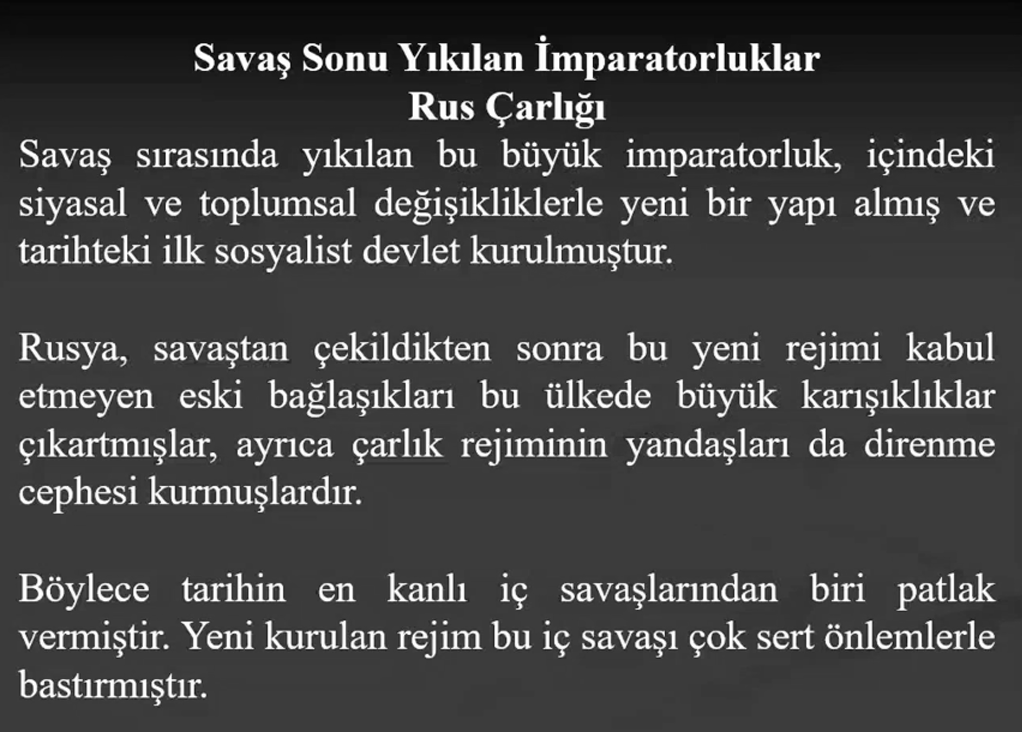 Savaş Sonu Yıkılan İmparatorluklar
Rus Çarlığı
Savaş sırasında yıkılan bu büyük imparatorluk, içindeki
siyasal ve toplumsal değişikliklerle yeni bir yapı almış ve
tarihteki ilk sosyalist devlet kurulmuştur.
Rusya, savaştan çekildikten sonra bu yeni rejimi kabul
etmeyen eski bağlaşıkları bu ülkede büyük karışıklıklar
çıkartmışlar, ayrıca çarlık rejiminin yandaşları da direnme
cephesi kurmuşlardır.
Böylece tarihin en kanlı iç savaşlarından biri patlak
vermiştir. Yeni kurulan rejim bu iç savaşı çok sert önlemlerle
bastırmıştır.